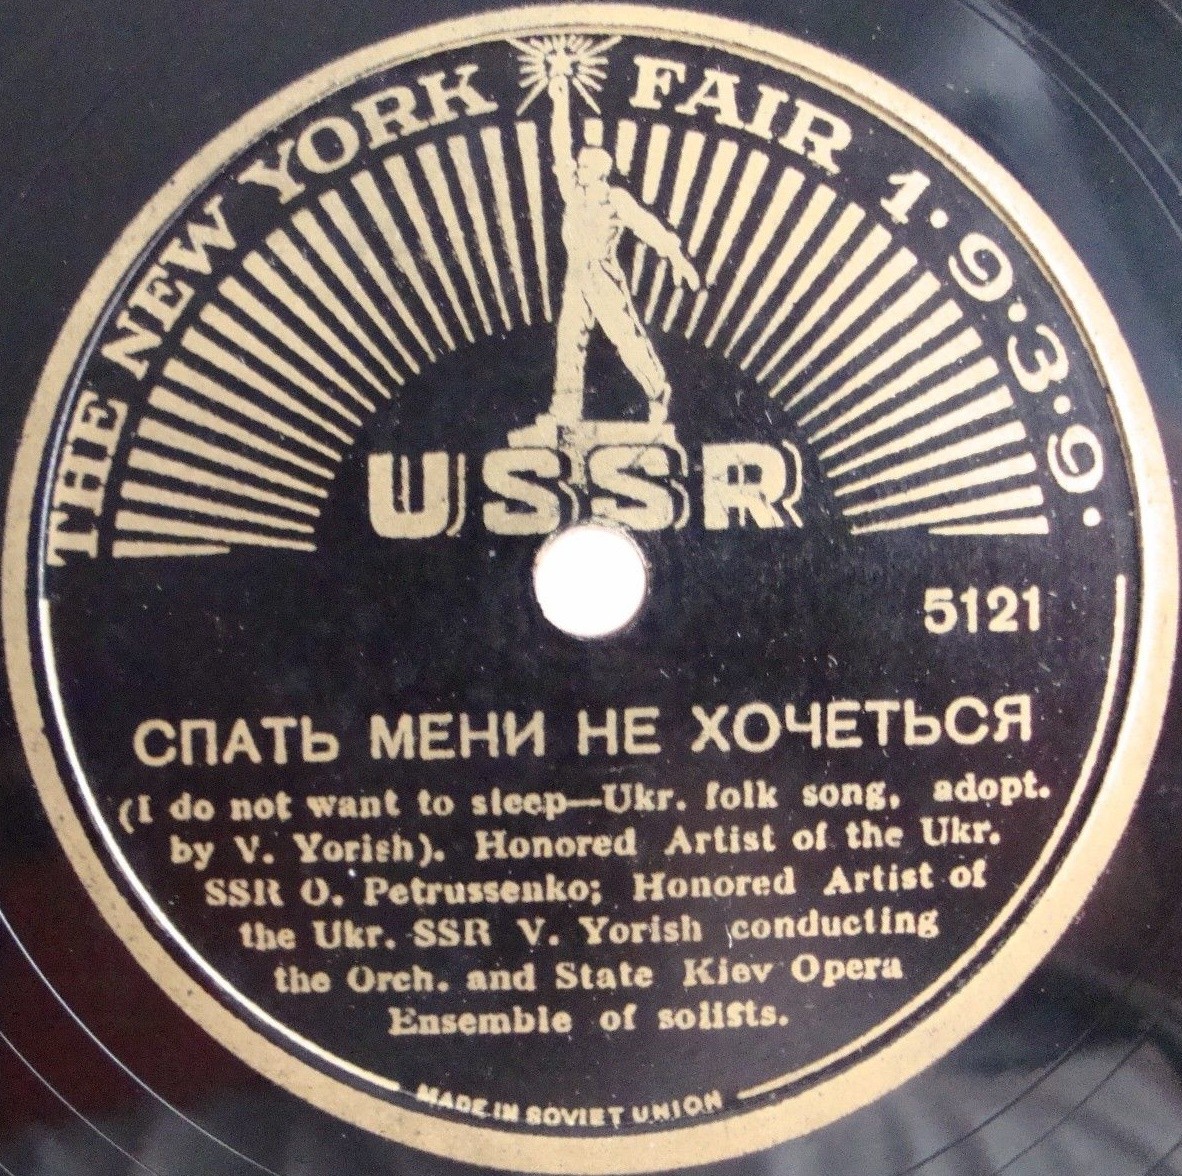 THE NEW YORK FAIR 1·9·3·9·
USSR
5121
СПАТЬ МЕНИ НЕ ХОЧЕТЬСЯ
(I do not want to sleep—Ukr. folk song, adopt.
by V. Yorish). Honored Artist of the Ukr.
SSR O. Petrussenko; Honored Artist of
the Ukr. SSR V. Yorish conducting
the Orch. and State Kiev Opera
Ensemble of solists.
MADE IN SOVIET UNION